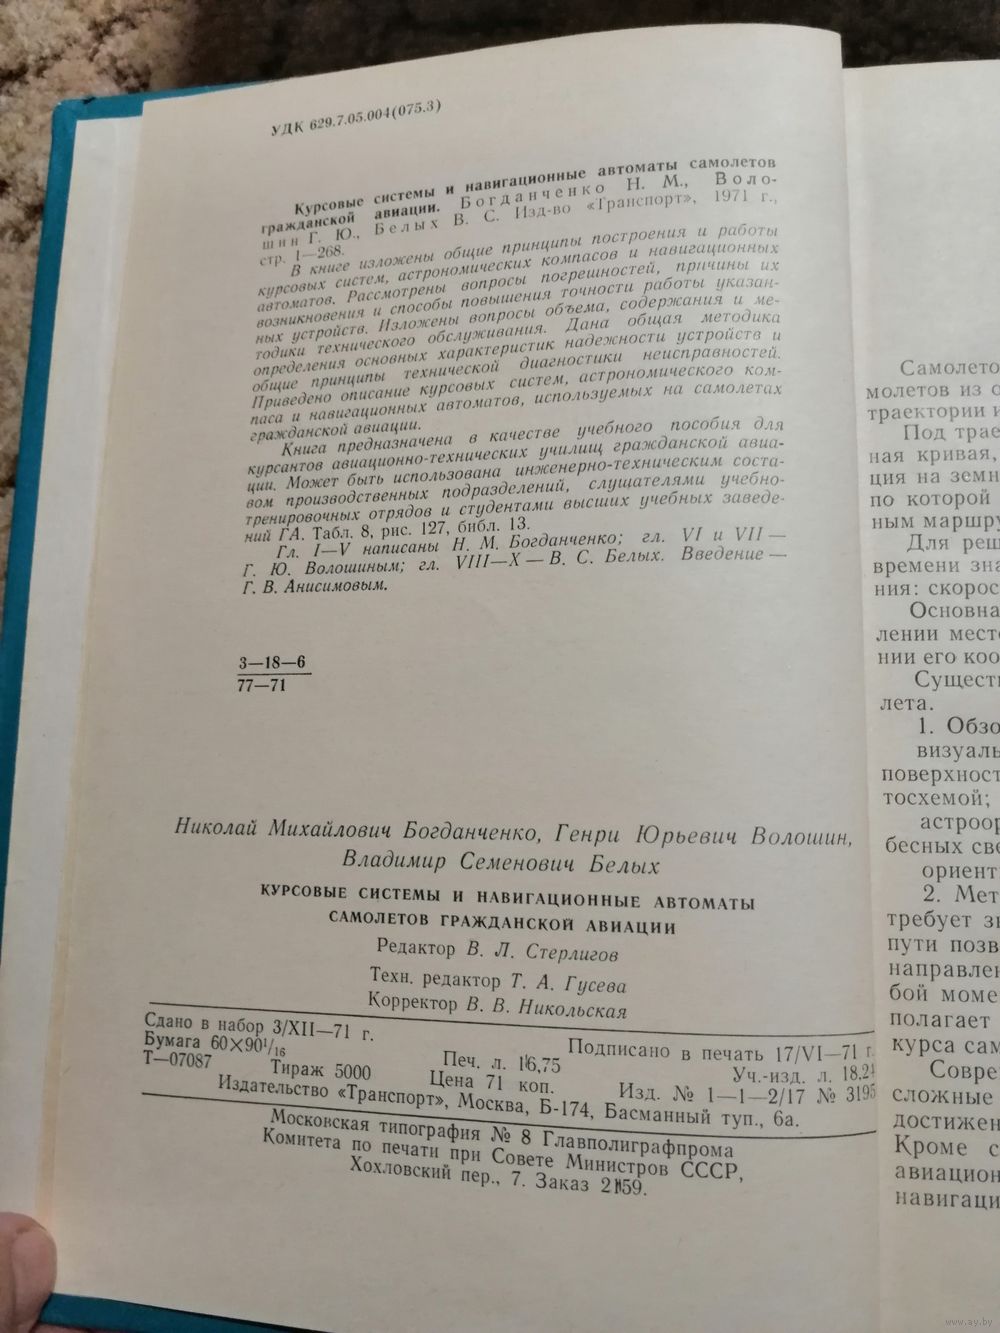 УДК 629.7.05.004(075.3)
Курсовые системы и навигационные автоматы самолетов
гражданской авиации. Богданченко Н. М., Воло-
шин Г. Ю., Белых В. С. Изд-во «Транспорт», 1971 г.,
стр. 1—268.
В книге изложены общие принципы построения и работы
курсовых систем, астрономических компасов и навигационных
автоматов. Рассмотрены вопросы погрешностей, причины их
возникновения и способы повышения точности работы указан-
ных устройств. Изложены вопросы объема, содержания и ме-
тодики технического обслуживания. Дана общая методика
определения основных характеристик надежности устройств и
общие принципы технической диагностики неисправностей.
Приведено описание курсовых систем, астрономического ком-
паса и навигационных автоматов, используемых на самолетах
гражданской авиации.
Книга предназначена в качестве учебного пособия для
курсантов авиационно-технических училищ гражданской авиа-
ции. Может быть использована инженерно-техническим соста-
вом производственных подразделений, слушателями учебно-
тренировочных отрядов и студентами высших учебных заведе-
ний ГА. Табл. 8, рис. 127, библ. 13.
Гл. I—V написаны Н. М. Богданченко; гл. VI и VII —
Г. Ю. Волошиным; гл. VIII—X — В. С. Белых. Введение —
Г. В. Анисимовым.
3—18—6
77—71
Николай Михайлович Богданченко, Генри Юрьевич Волошин,
Владимир Семенович Белых
КУРСОВЫЕ СИСТЕМЫ И НАВИГАЦИОННЫЕ АВТОМАТЫ
САМОЛЕТОВ ГРАЖДАНСКОЙ АВИАЦИИ
Редактор В. Л. Стерлигов
Техн. редактор Т. А. Гусева
Корректор В. В. Никольская
Сдано в набор 3/XII—71 г. Подписано в печать 17/VI—71 г.
Бумага 60×90¹/₁₆ Печ. л. 16,75 Уч.-изд. л. 18.2
Т—07087 Тираж 5000 Цена 71 коп. Изд. № 1—1—2/17 № 3195
Издательство «Транспорт», Москва, Б-174, Басманный туп., 6а.
Московская типография № 8 Главполиграфпрома
Комитета по печати при Совете Министров СССР,
Хохловский пер., 7. Заказ 2159.
Самолето
молетов из о
траектории и
Под трае
ная кривая,
ция на земн
по которой
ным маршру
Для реш
времени зна
ния: скорос
Основна
лении место
нии его коо
Сущест
лета.
1. Обзо
визуаль
поверхност
тосхемой;
астроор
бесных све
ориент
2. Мет
требует з
пути позв
направле
бой моме
полагает
курса сам
Совре
сложные
достижен
Кроме с
авиацион
навигаци
www.ay.by